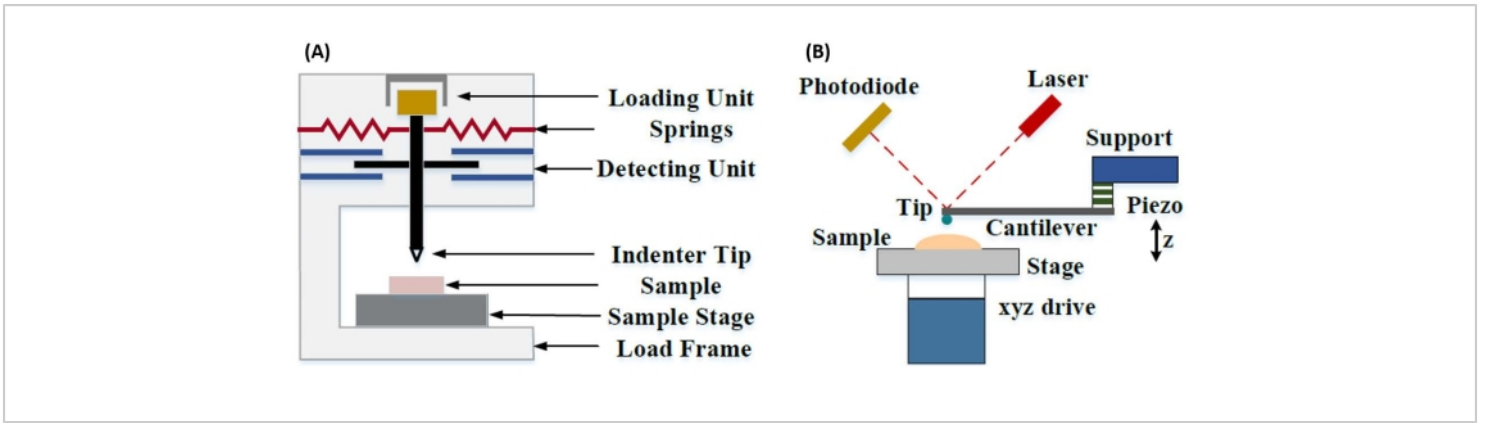 (A)
Loading Unit
Springs
Detecting Unit
Indenter Tip
Sample
Sample Stage
Load Frame
(B)
Photodiode
Laser
Support
Tip
Piezo
Cantilever
z
Sample
Stage
xyz drive